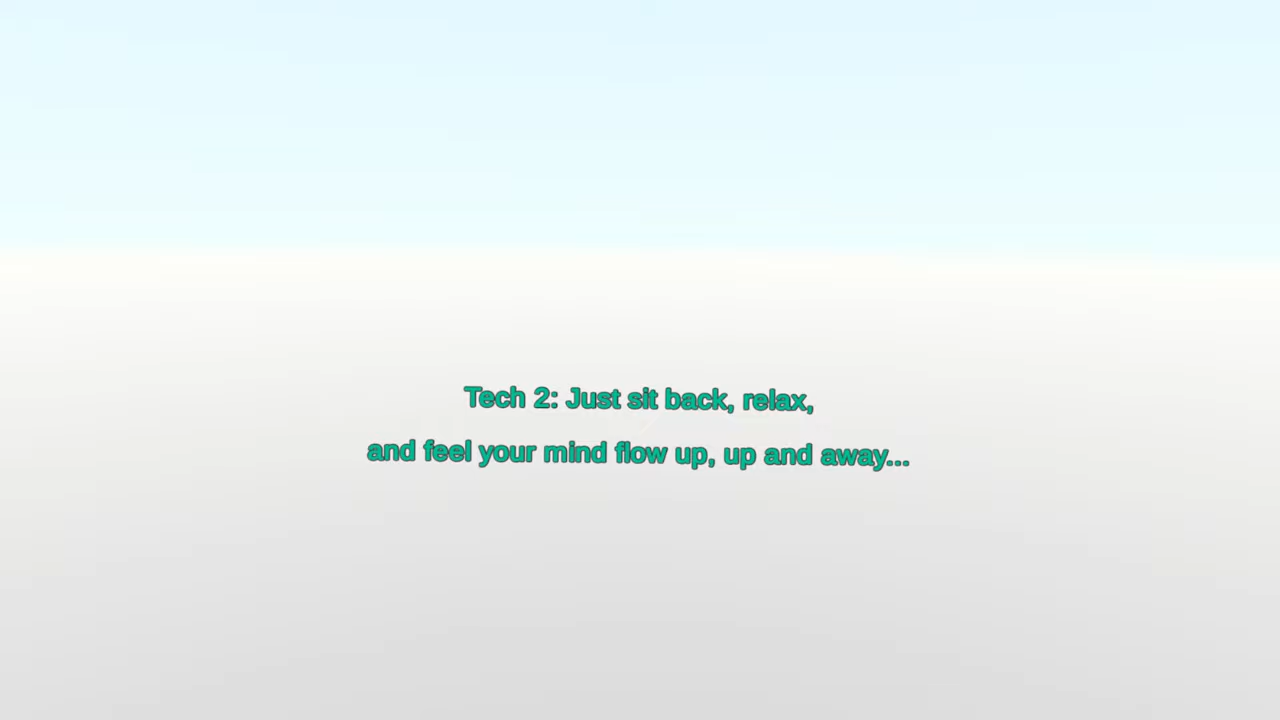 Tech 2: Just sit back, relax,
and feel your mind flow up, up and away...